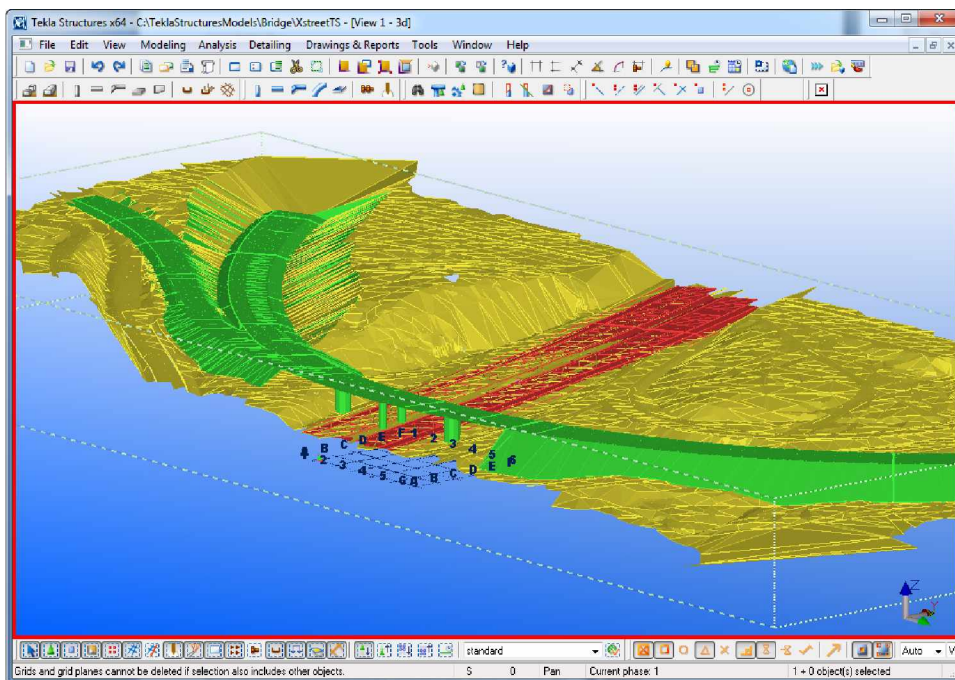 Tekla Structures x64 - C:\TeklaStructuresModels\Bridge\XstreetTS - [View 1 - 3d]
File Edit View Modeling Analysis Detailing Drawings & Reports Tools Window Help
C D E F 1 2 3 4 5 6
B 2 3 4 5 G B C D E
Z
standard
Auto
Grids and grid planes cannot be deleted if selection also includes other objects. S 0 Pan Current phase: 1 1 + 0 object(s) selected